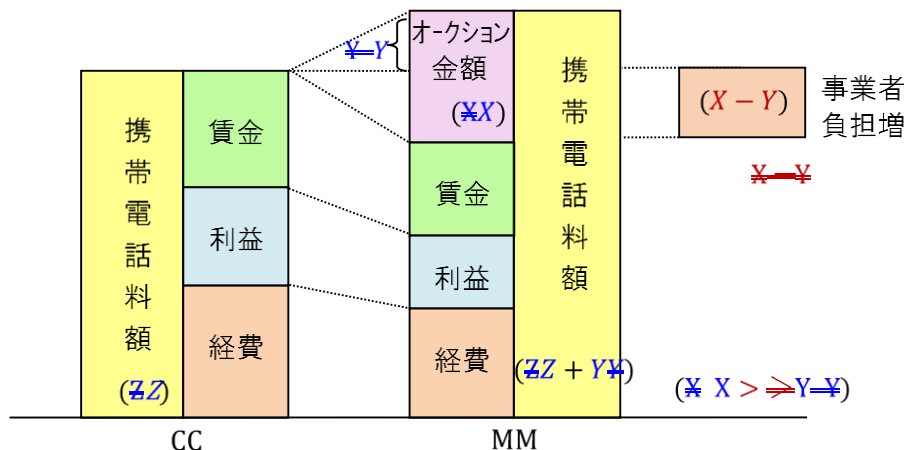 携帯電話料額
(Z Z)
賃金
利益
経費
CC
Y Y
オークション
金額
(X X)
賃金
利益
経費
MM
携帯電話料額
(Z Z + Y Y)
(X − Y)
事業者
負担増
X − Y
(X X > > Y Y)